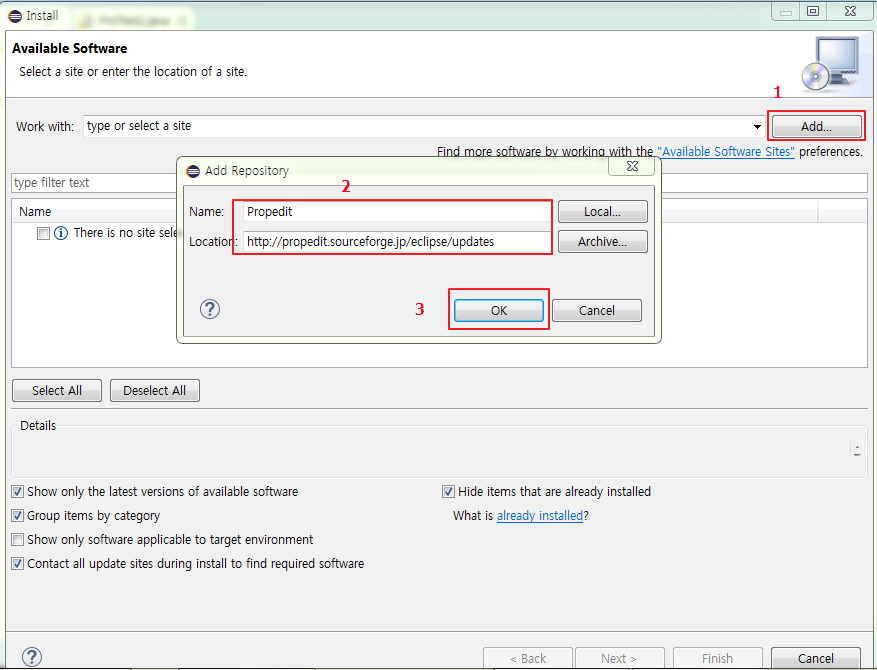 Install
Available Software
Select a site or enter the location of a site.
1
Work with:
type or select a site
Add...
Find more software by working with the "Available Software Sites" preferences.
type filter text
Name
There is no site sele
Add Repository
2
Name:
Propedit
Local...
Location:
http://propedit.sourceforge.jp/eclipse/updates
Archive...
?
3
OK
Cancel
Select All
Deselect All
Details
Show only the latest versions of available software
Hide items that are already installed
Group items by category
What is already installed?
Show only software applicable to target environment
Contact all update sites during install to find required software
?
< Back
Next >
Finish
Cancel